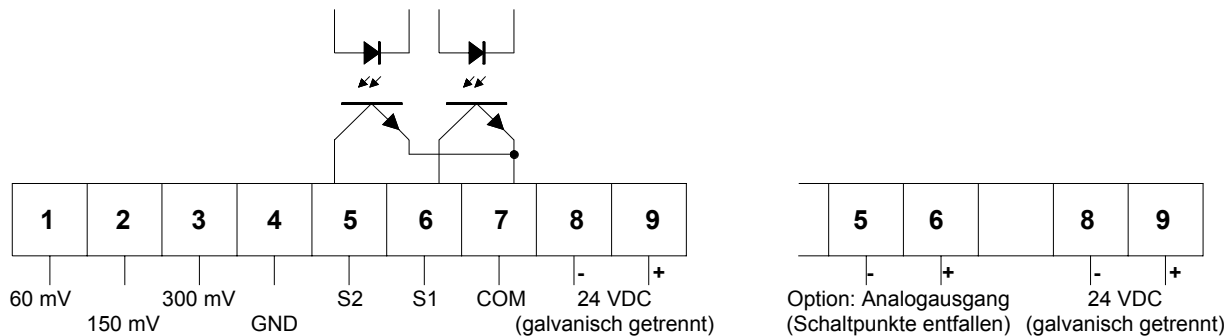 1 2 3 4 5 6 7 8 9
5 6 8 9
- + - + - +
60 mV 300 mV S2 S1 COM 24 VDC
150 mV GND (galvanisch getrennt)
Option: Analogausgang 24 VDC
(Schaltpunkte entfallen) (galvanisch getrennt)